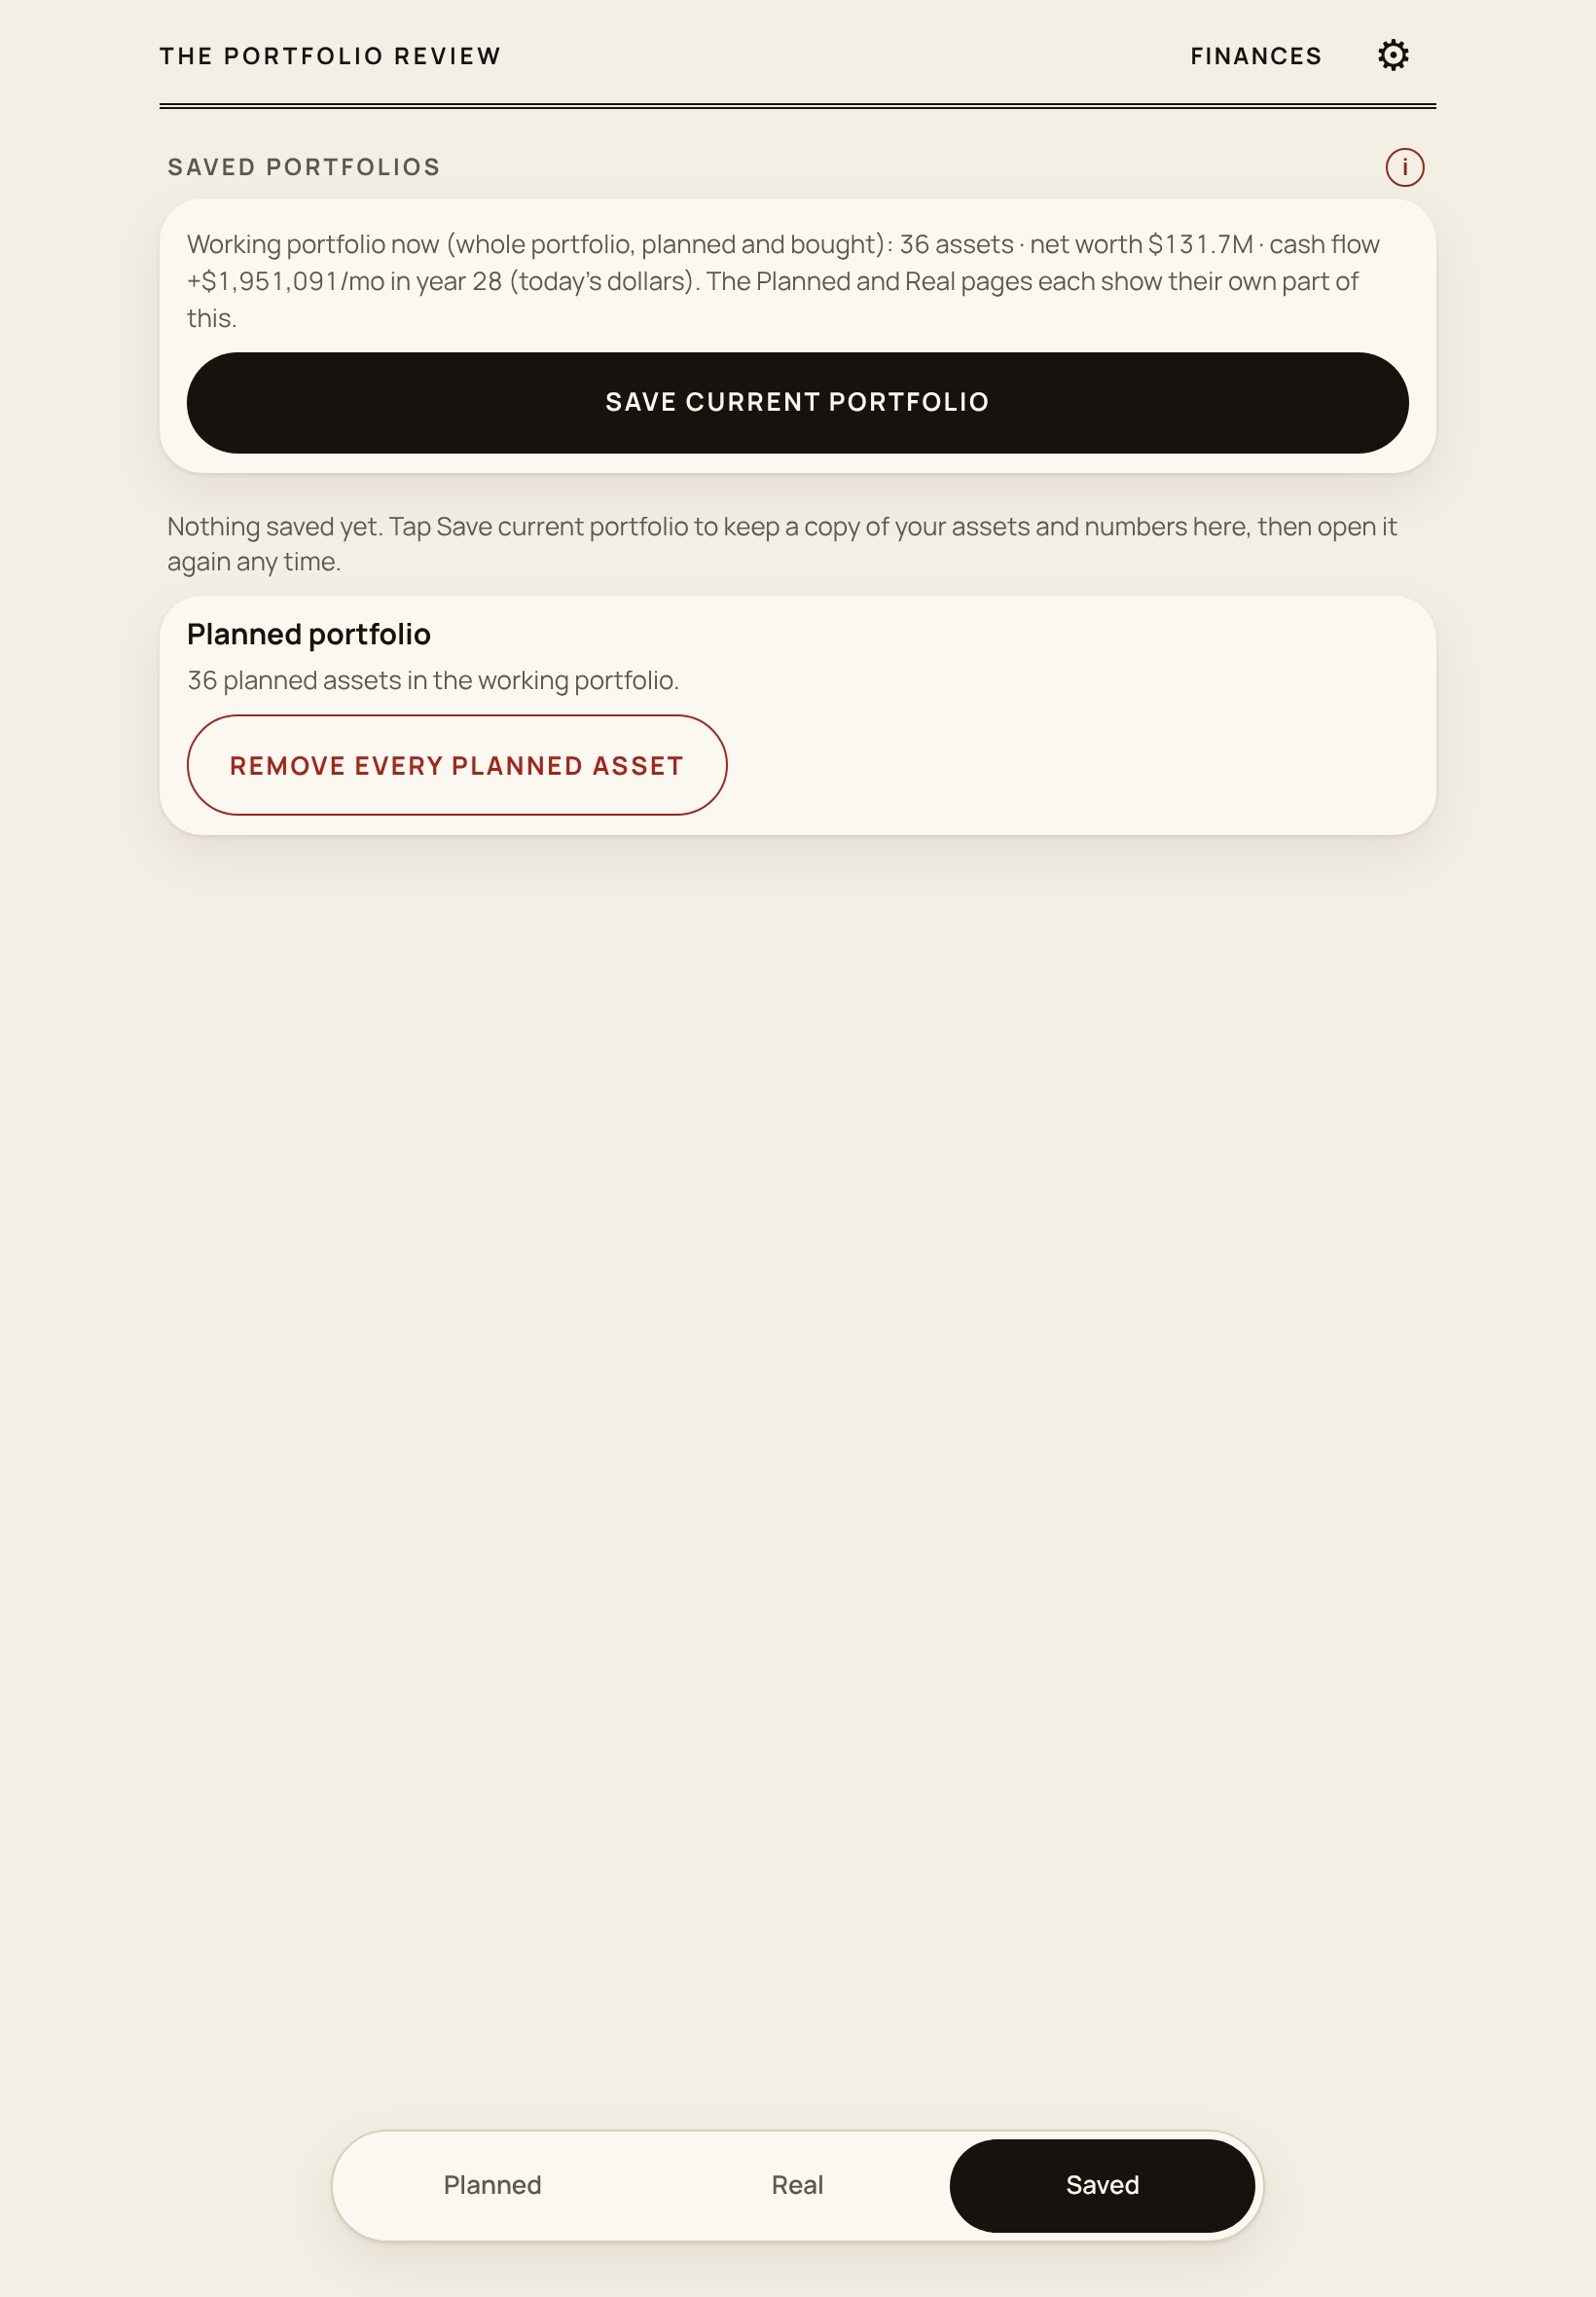 THE PORTFOLIO REVIEW
FINANCES
SAVED PORTFOLIOS
i
Working portfolio now (whole portfolio, planned and bought): 36 assets · net worth $131.7M · cash flow
+$1,951,091/mo in year 28 (today’s dollars). The Planned and Real pages each show their own part of
this.
SAVE CURRENT PORTFOLIO
Nothing saved yet. Tap Save current portfolio to keep a copy of your assets and numbers here, then open it
again any time.
Planned portfolio
36 planned assets in the working portfolio.
REMOVE EVERY PLANNED ASSET
Planned
Real
Saved